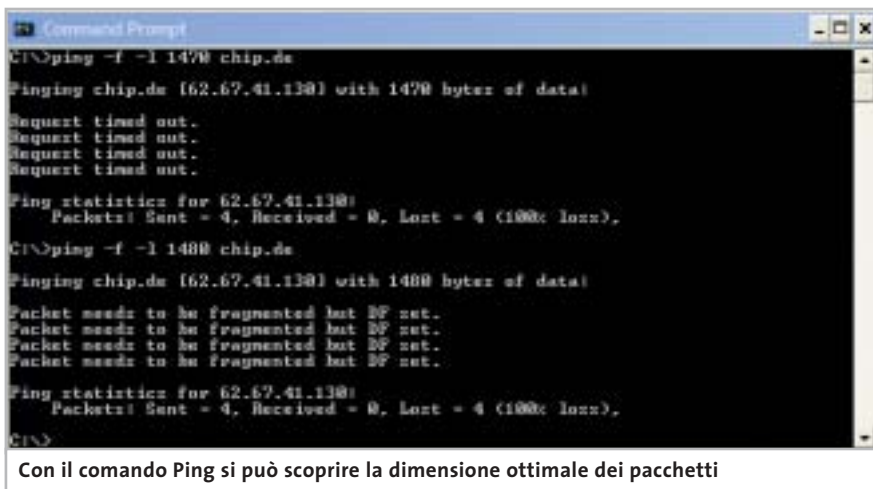 Command Prompt
C:\>ping -f -l 1470 chip.de
Pinging chip.de [62.67.41.130] with 1470 bytes of data:
Request timed out.
Request timed out.
Request timed out.
Request timed out.
Ping statistics for 62.67.41.130:
Packets: Sent = 4, Received = 0, Lost = 4 (100% loss),
C:\>ping -f -l 1480 chip.de
Pinging chip.de [62.67.41.130] with 1480 bytes of data:
Packet needs to be fragmented but DF set.
Packet needs to be fragmented but DF set.
Packet needs to be fragmented but DF set.
Packet needs to be fragmented but DF set.
Ping statistics for 62.67.41.130:
Packets: Sent = 4, Received = 0, Lost = 4 (100% loss),
C:\>
Con il comando Ping si può scoprire la dimensione ottimale dei pacchetti